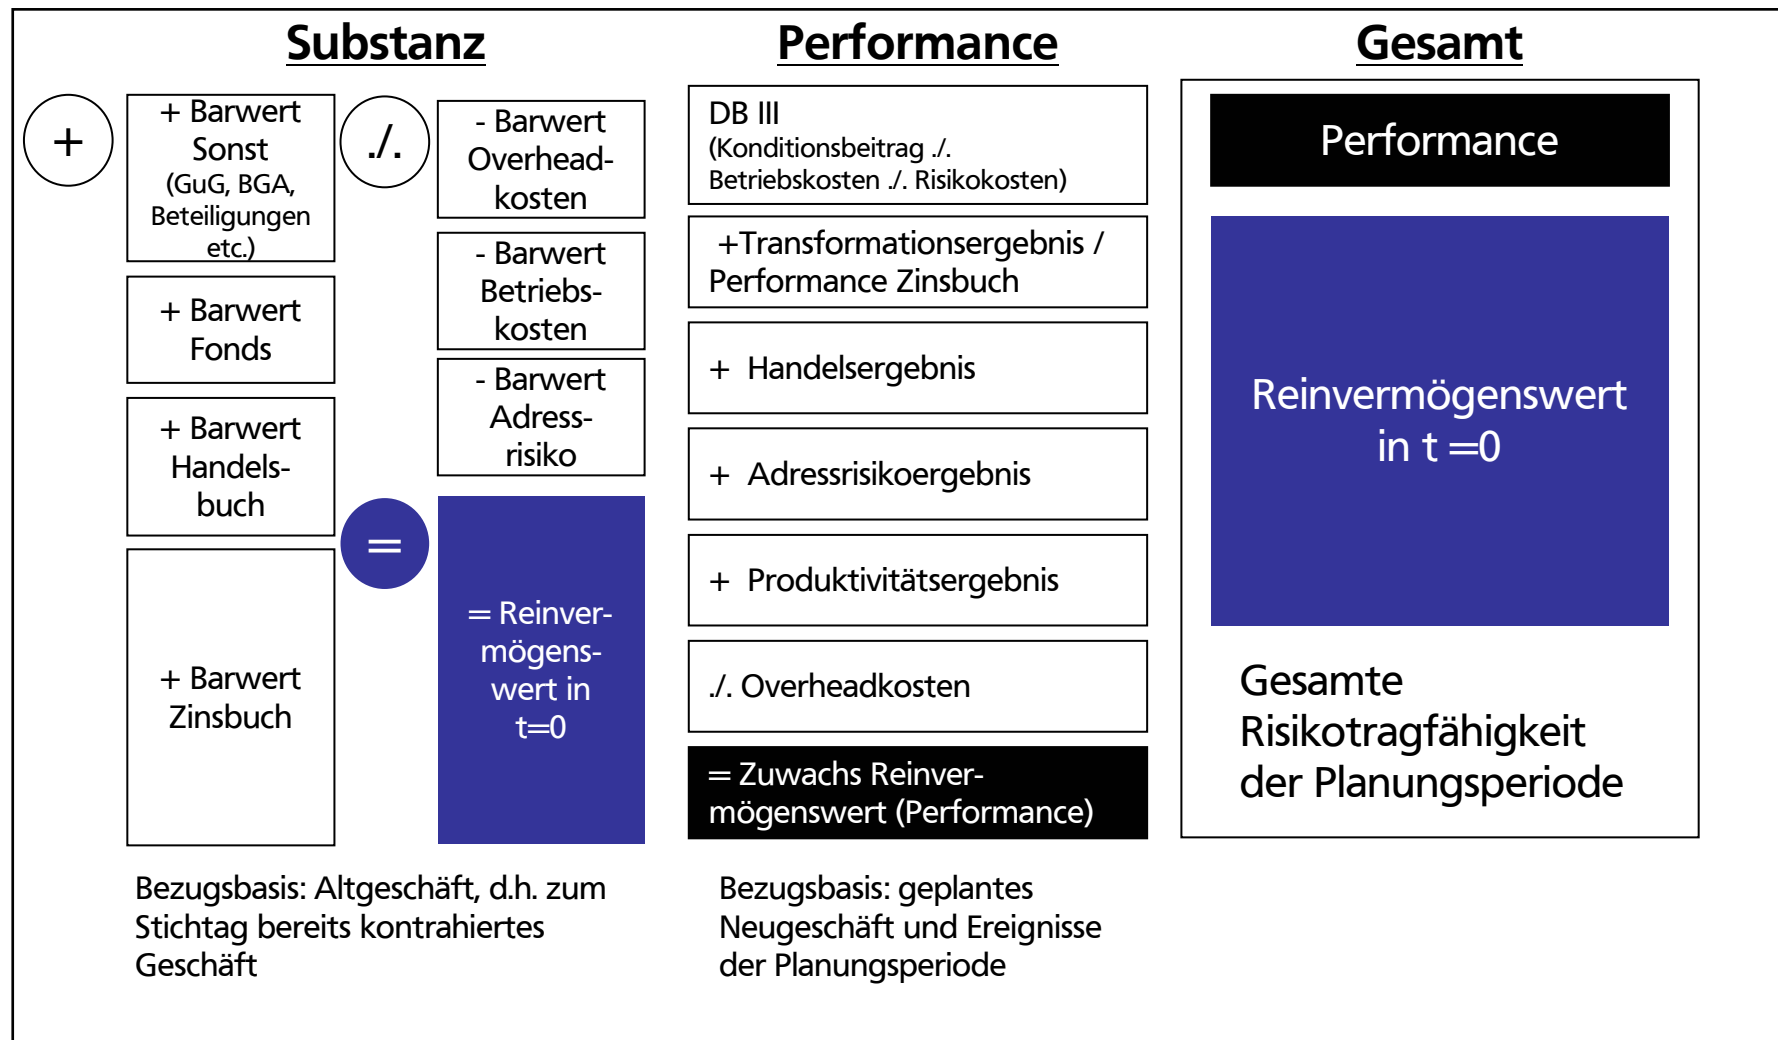 Substanz
+
+ Barwert
Sonst
(GuG, BGA,
Beteiligungen
etc.)
+ Barwert
Fonds
+ Barwert
Handels-
buch
+ Barwert
Zinsbuch
./.
- Barwert
Overhead-
kosten
- Barwert
Betriebs-
kosten
- Barwert
Adress-
risiko
=
= Reinver-
mögens-
wert in
t=0
Bezugsbasis: Altgeschäft, d.h. zum
Stichtag bereits kontrahiertes
Geschäft
Performance
DB III
(Konditionsbeitrag ./.
Betriebskosten ./. Risikokosten)
+Transformationsergebnis /
Performance Zinsbuch
+ Handelsergebnis
+ Adressrisikoergebnis
+ Produktivitätsergebnis
./. Overheadkosten
= Zuwachs Reinver-
mögenswert (Performance)
Bezugsbasis: geplantes
Neugeschäft und Ereignisse
der Planungsperiode
Gesamt
Performance
Reinvermögenswert
in t =0
Gesamte
Risikotragfähigkeit
der Planungsperiode